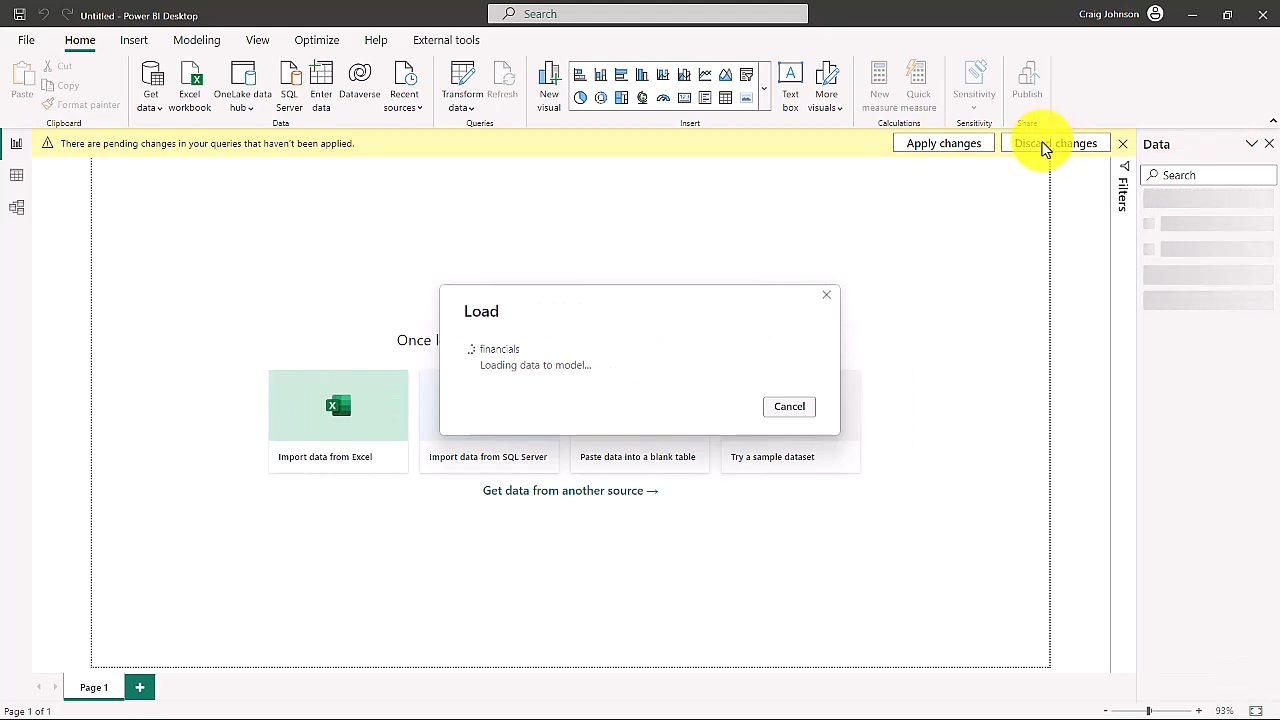 Untitled - Power BI Desktop
Search
Craig Johnson
File
Home
Insert
Modeling
View
Optimize
Help
External tools
Paste
Cut
Copy
Format painter
Clipboard
Get data
Excel workbook
OneLake data hub
SQL Server
Enter data
Dataverse
Recent sources
Data
Transform data
Refresh
Queries
New visual
Text box
More visuals
Insert
New measure
Quick measure
Calculations
Sensitivity
Sensitivity
Publish
Share
There are pending changes in your queries that haven't been applied.
Apply changes
Discard changes
Data
Search
Filters
Load
financials
Loading data to model...
Cancel
Once
Import data from Excel
Import data from SQL Server
Paste data into a blank table
Try a sample dataset
Get data from another source →
Page 1
Page 1 of 1
93%